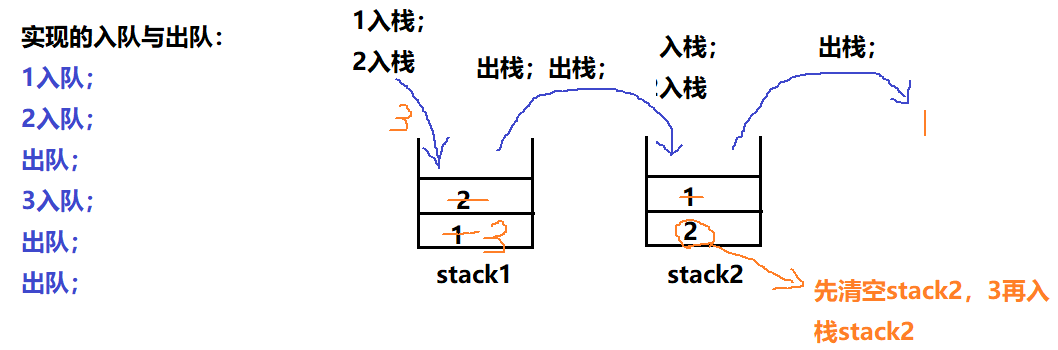 实现的入队与出队：
1入队；
2入队；
出队；
3入队；
出队；
出队；
1入栈；
2入栈
出栈；出栈；
入栈；
2入栈
出栈；
3
1
2
1
3
stack1
1
2
stack2
先清空stack2，3再入
栈stack2